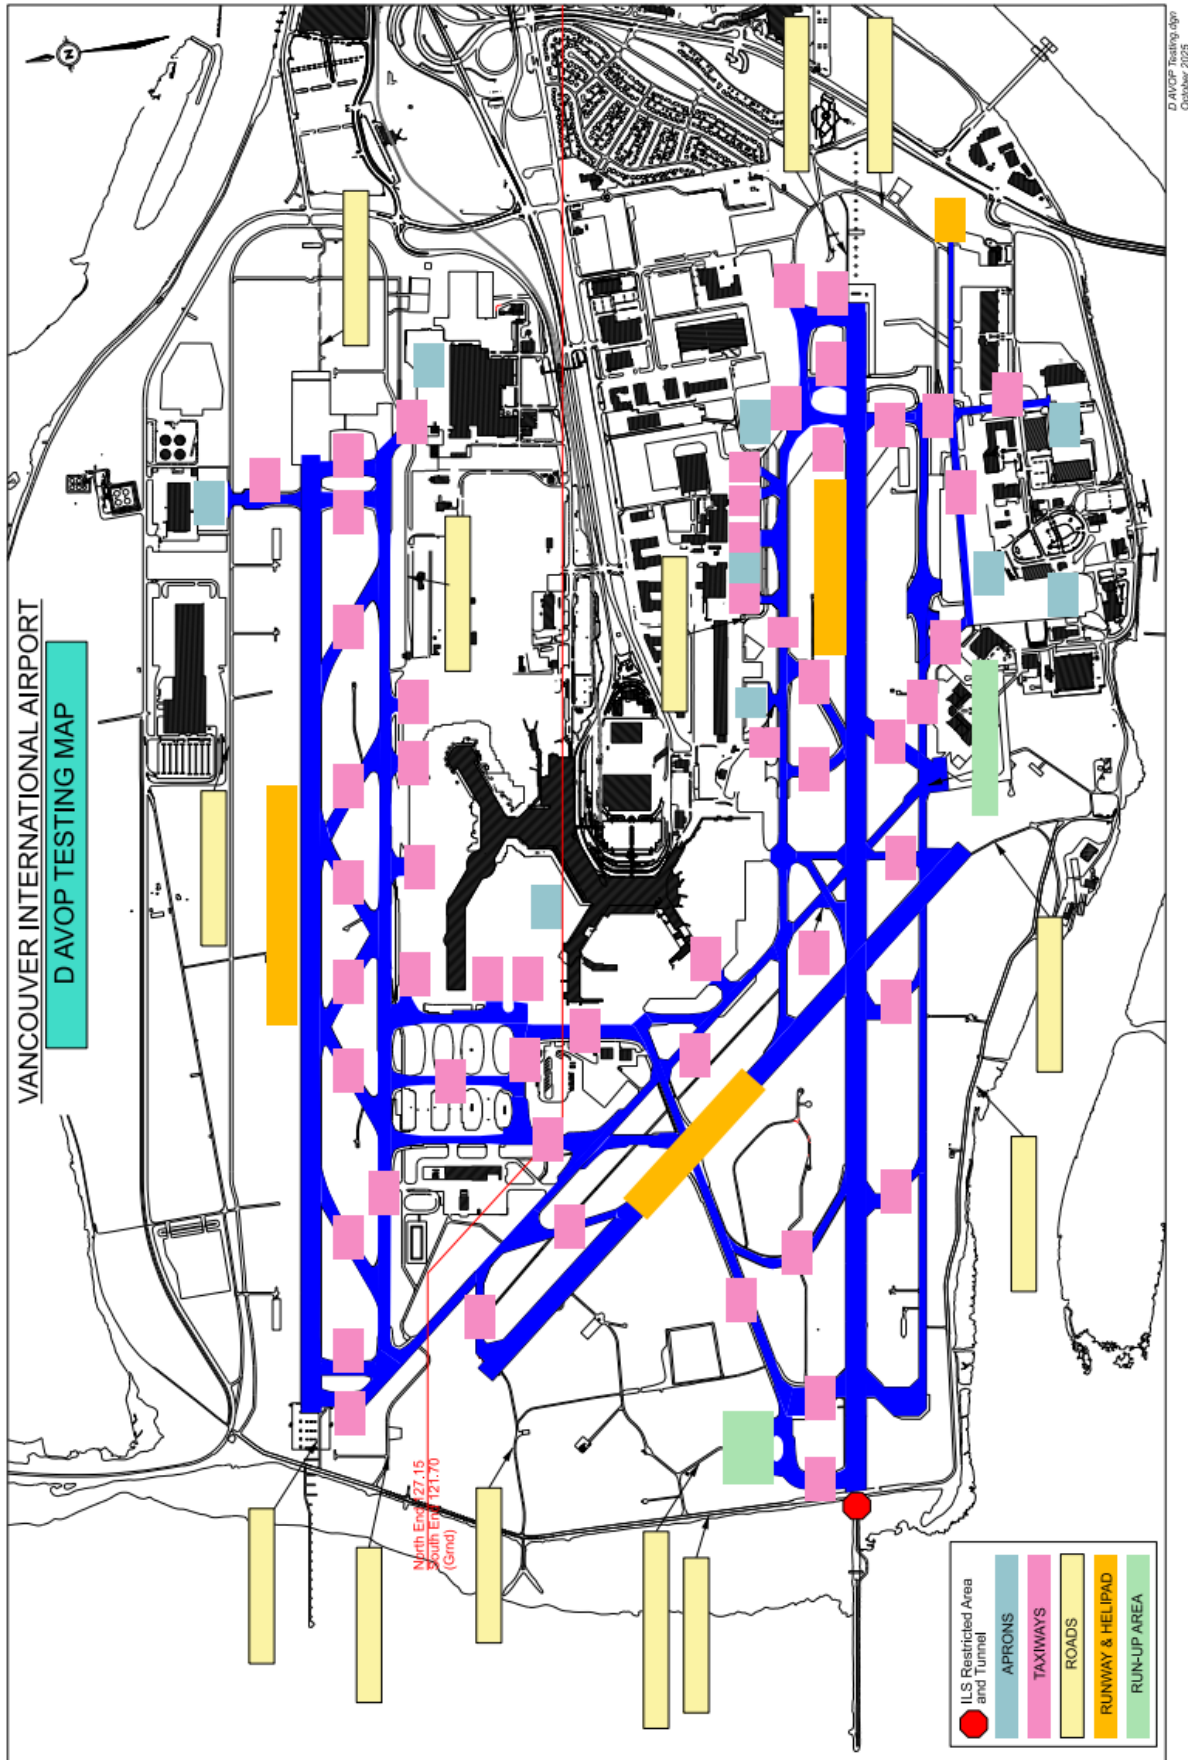 VANCOUVER INTERNATIONAL AIRPORT
D AVOP TESTING MAP
N
D AVOP Testing.dgn
October 2025
North End 127.15
South End 121.70
(Grnd)
ILS Restricted Area
and Tunnel
APRONS
TAXIWAYS
ROADS
RUNWAY & HELIPAD
RUN-UP AREA